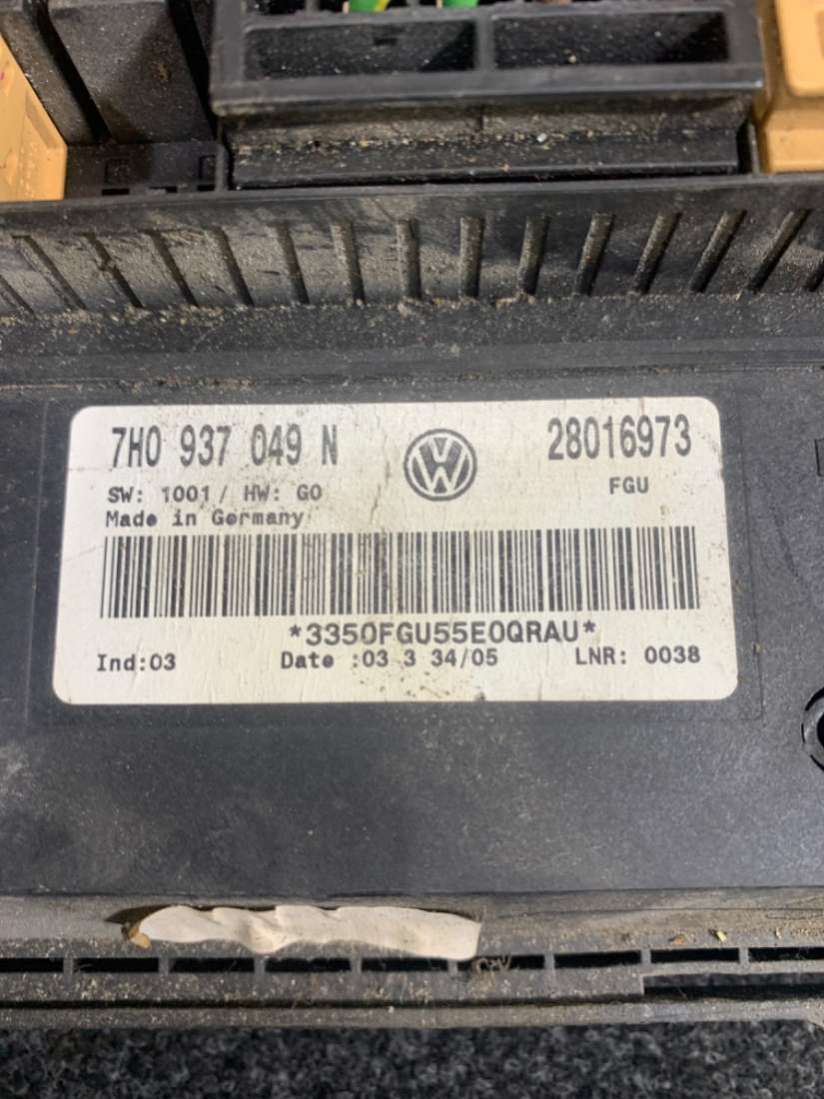 7H0 937 049 N
28016973
SW: 1001/ HW: GO
FGU
Made in Germany
*3350FGU55E0QRAU*
Ind:03
Date :03 3 34/05
LNR: 0038